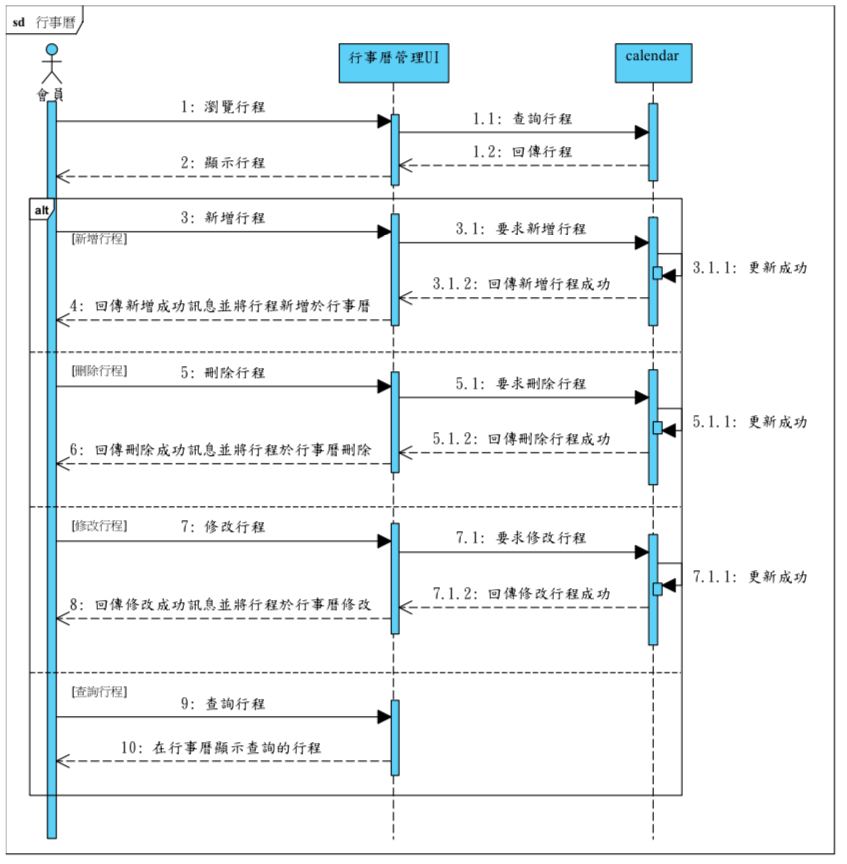 sd 行事曆
會員
行事曆管理UI
calendar
1: 瀏覽行程
1.1: 查詢行程
1.2: 回傳行程
2: 顯示行程
alt
3: 新增行程
[新增行程]
3.1: 要求新增行程
3.1.1: 更新成功
3.1.2: 回傳新增行程成功
4: 回傳新增成功訊息並將行程新增於行事曆
[刪除行程]
5: 刪除行程
5.1: 要求刪除行程
5.1.1: 更新成功
5.1.2: 回傳刪除行程成功
6: 回傳刪除成功訊息並將行程於行事曆刪除
[修改行程]
7: 修改行程
7.1: 要求修改行程
7.1.1: 更新成功
7.1.2: 回傳修改行程成功
8: 回傳修改成功訊息並將行程於行事曆修改
[查詢行程]
9: 查詢行程
10: 在行事曆顯示查詢的行程